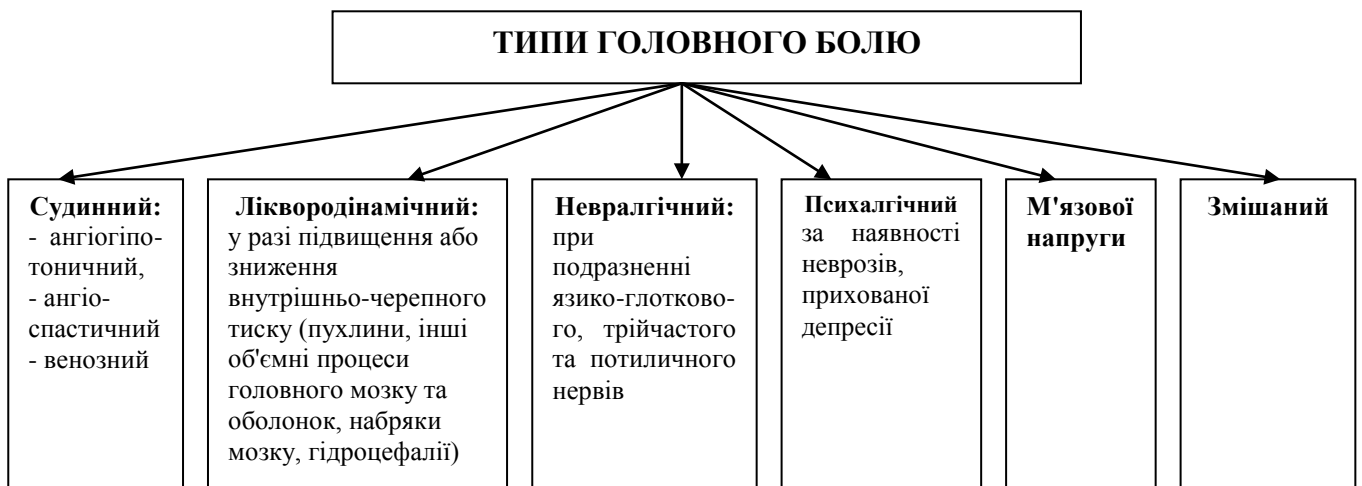 ТИПИ ГОЛОВНОГО БОЛЮ
Судинний:
- ангіогіпо-
тоничний,
- ангіо-
спастичний
- венозний
Ліквородінамічний:
у разі підвищення або
зниження
внутрішньо-черепного
тиску (пухлини, інші
об'ємні процеси
головного мозку та
оболонок, набряки
мозку, гідроцефалії)
Невралгічний:
при
подразненні
язико-глотково-
го, трійчастого
та потиличного
нервів
Психалгічний
за наявності
неврозів,
прихованої
депресії
М'язової
напруги
Змішаний